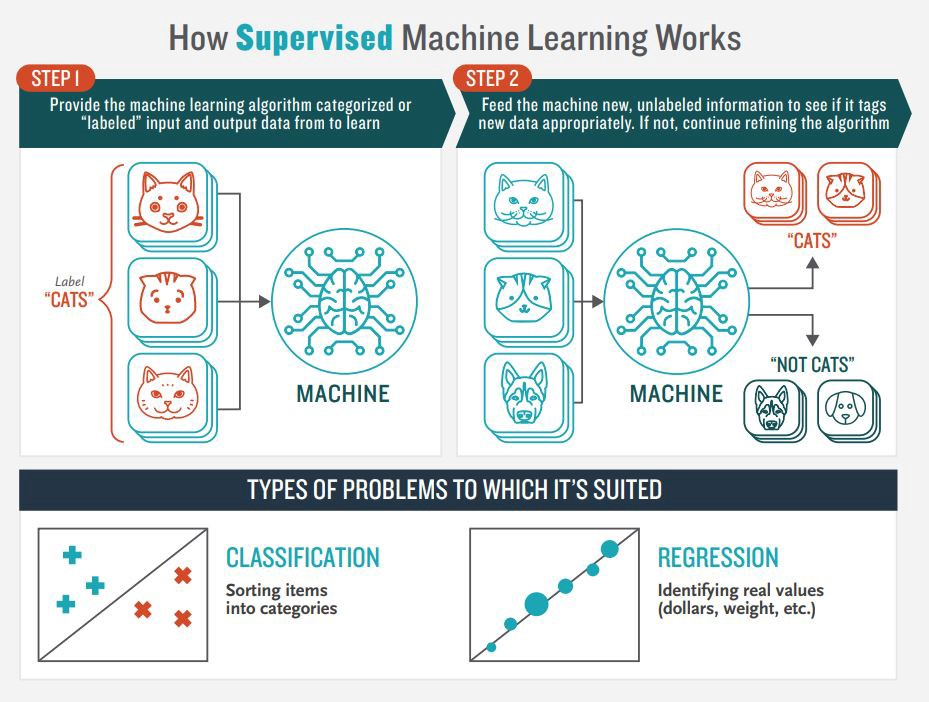 How Supervised Machine Learning Works
STEP 1
Provide the machine learning algorithm categorized or
“labeled” input and output data from to learn
STEP 2
Feed the machine new, unlabeled information to see if it tags
new data appropriately. If not, continue refining the algorithm
Label
“CATS”
MACHINE
MACHINE
“CATS”
“NOT CATS”
TYPES OF PROBLEMS TO WHICH IT’S SUITED
CLASSIFICATION
Sorting items
into categories
REGRESSION
Identifying real values
(dollars, weight, etc.)